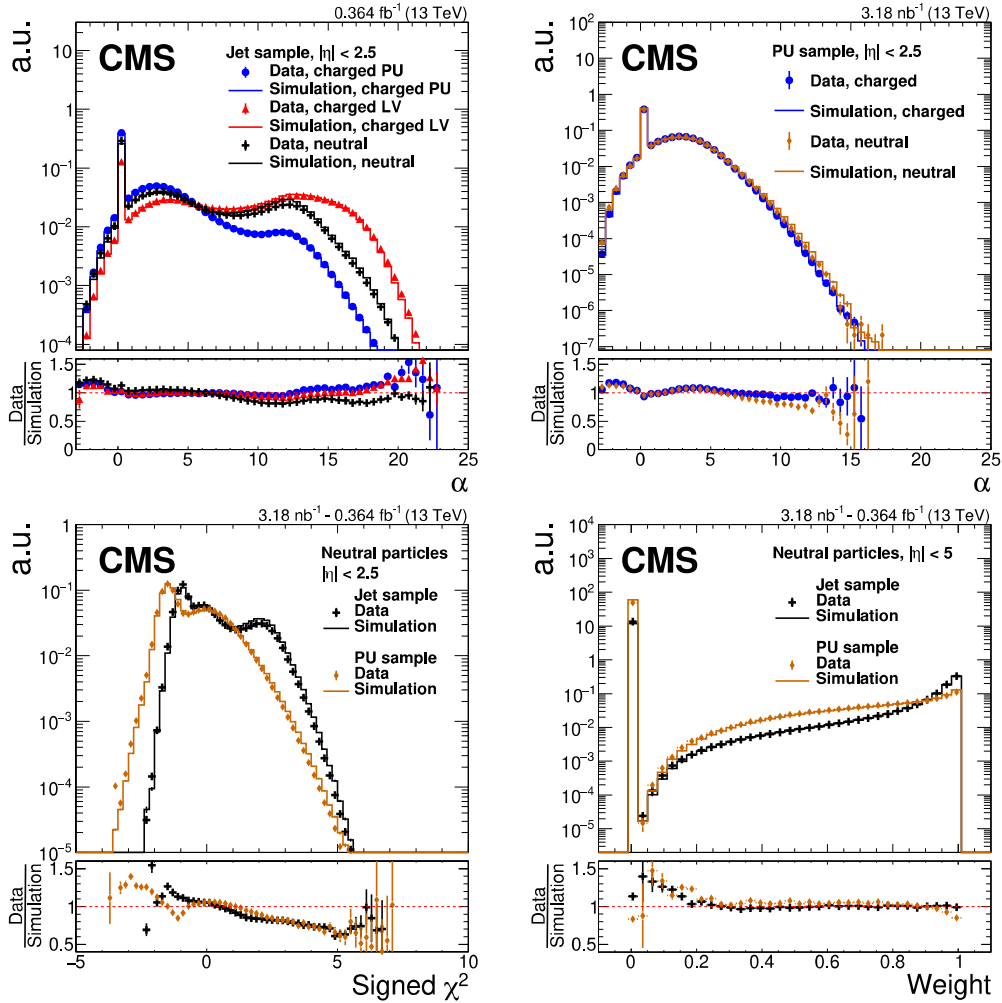 0.364 fb⁻¹ (13 TeV)
a.u.
CMS
Jet sample, |η| < 2.5
Data, charged PU
Simulation, charged PU
Data, charged LV
Simulation, charged LV
Data, neutral
Simulation, neutral
10
1
10⁻¹
10⁻²
10⁻³
10⁻⁴
Data
Simulation
1.5
1
0.5
0
0 5 10 15 20 25
α
3.18 nb⁻¹ (13 TeV)
a.u.
CMS
PU sample, |η| < 2.5
Data, charged
Simulation, charged
Data, neutral
Simulation, neutral
10²
10
1
10⁻¹
10⁻²
10⁻³
10⁻⁴
10⁻⁵
10⁻⁶
10⁻⁷
Data
Simulation
1.5
1
0.5
0
0 5 10 15 20 25
α
3.18 nb⁻¹ - 0.364 fb⁻¹ (13 TeV)
a.u.
CMS
Neutral particles
|η| < 2.5
Jet sample
Data
Simulation
PU sample
Data
Simulation
1
10⁻¹
10⁻²
10⁻³
10⁻⁴
10⁻⁵
Data
Simulation
1.5
1
0.5
−5 0 5 10
Signed χ²
3.18 nb⁻¹ - 0.364 fb⁻¹ (13 TeV)
a.u.
CMS
Neutral particles, |η| < 5
Jet sample
Data
Simulation
PU sample
Data
Simulation
10⁴
10³
10²
10
1
10⁻¹
10⁻²
10⁻³
10⁻⁴
10⁻⁵
Data
Simulation
1.5
1
0.5
0 0.2 0.4 0.6 0.8 1
Weight